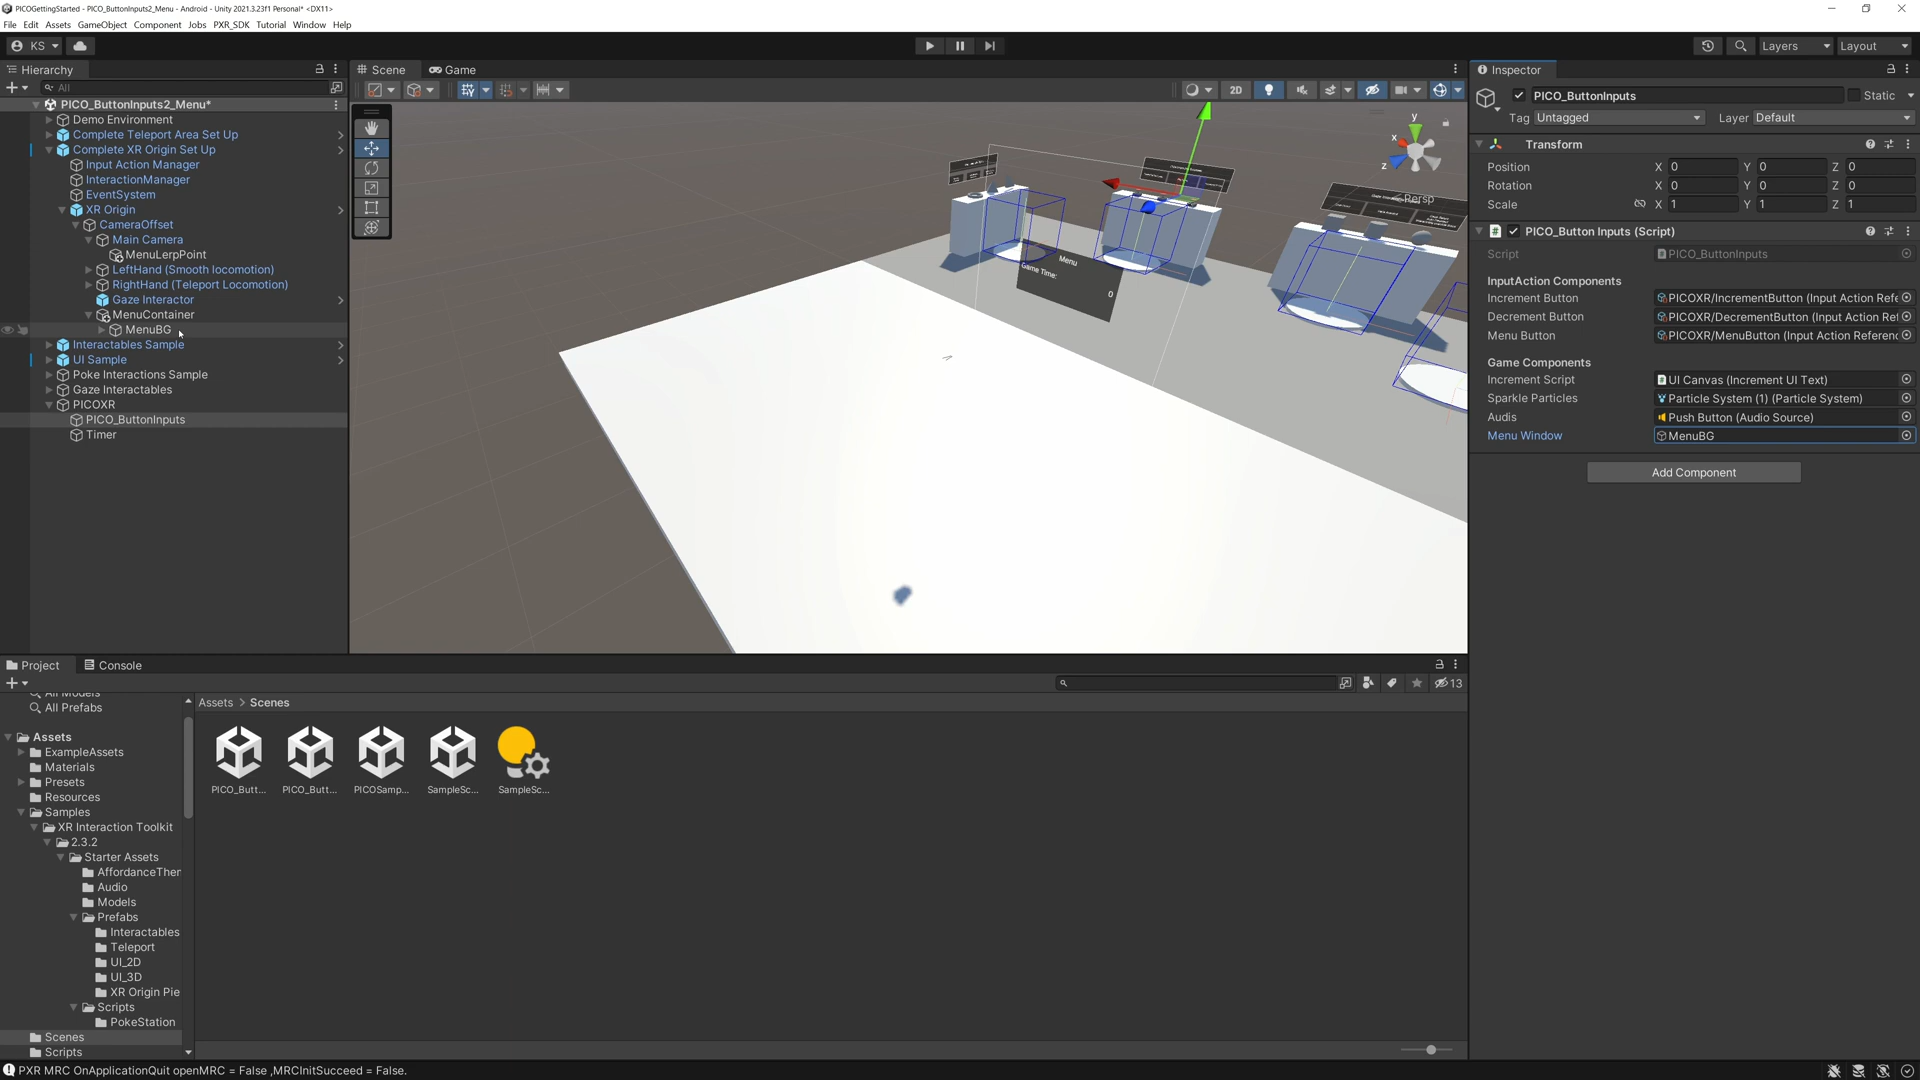 PICOGettingStarted - PICO_ButtonInputs2_Menu - Android - Unity 2021.3.23f1 Personal* <DX11>
File Edit Assets GameObject Component Jobs PXR_SDK Tutorial Window Help
KS Layers Layout
Hierarchy
All
PICO_ButtonInputs2_Menu*
Demo Environment
Complete Teleport Area Set Up
Complete XR Origin Set Up
Input Action Manager
InteractionManager
EventSystem
XR Origin
CameraOffset
Main Camera
MenuLerpPoint
LeftHand (Smooth locomotion)
RightHand (Teleport Locomotion)
Gaze Interactor
MenuContainer
MenuBG
Interactables Sample
UI Sample
Poke Interactions Sample
Gaze Interactables
PICOXR
PICO_ButtonInputs
Timer
Scene Game
2D
y
x
z
Persp
Menu
Game Time:
0
Inspector
PICO_ButtonInputs Static
Tag Untagged Layer Default
Transform
Position X 0 Y 0 Z 0
Rotation X 0 Y 0 Z 0
Scale X 1 Y 1 Z 1
PICO_Button Inputs (Script)
Script PICO_ButtonInputs
InputAction Components
Increment Button PICOXR/IncrementButton (Input Action Refe
Decrement Button PICOXR/DecrementButton (Input Action Ref
Menu Button PICOXR/MenuButton (Input Action Referenc
Game Components
Increment Script UI Canvas (Increment UI Text)
Sparkle Particles Particle System (1) (Particle System)
Audis Push Button (Audio Source)
Menu Window MenuBG
Add Component
Project Console
13
All Models
All Prefabs
Assets
ExampleAssets
Materials
Presets
Resources
Samples
XR Interaction Toolkit
2.3.2
Starter Assets
AffordanceTher
Audio
Models
Prefabs
Interactables
Teleport
UI_2D
UI_3D
XR Origin Pie
Scripts
PokeStation
Scenes
Scripts
Assets > Scenes
PICO_Butt... PICO_Butt... PICOSamp... SampleSc... SampleSc...
PXR MRC OnApplicationQuit openMRC = False ,MRCInitSucceed = False.